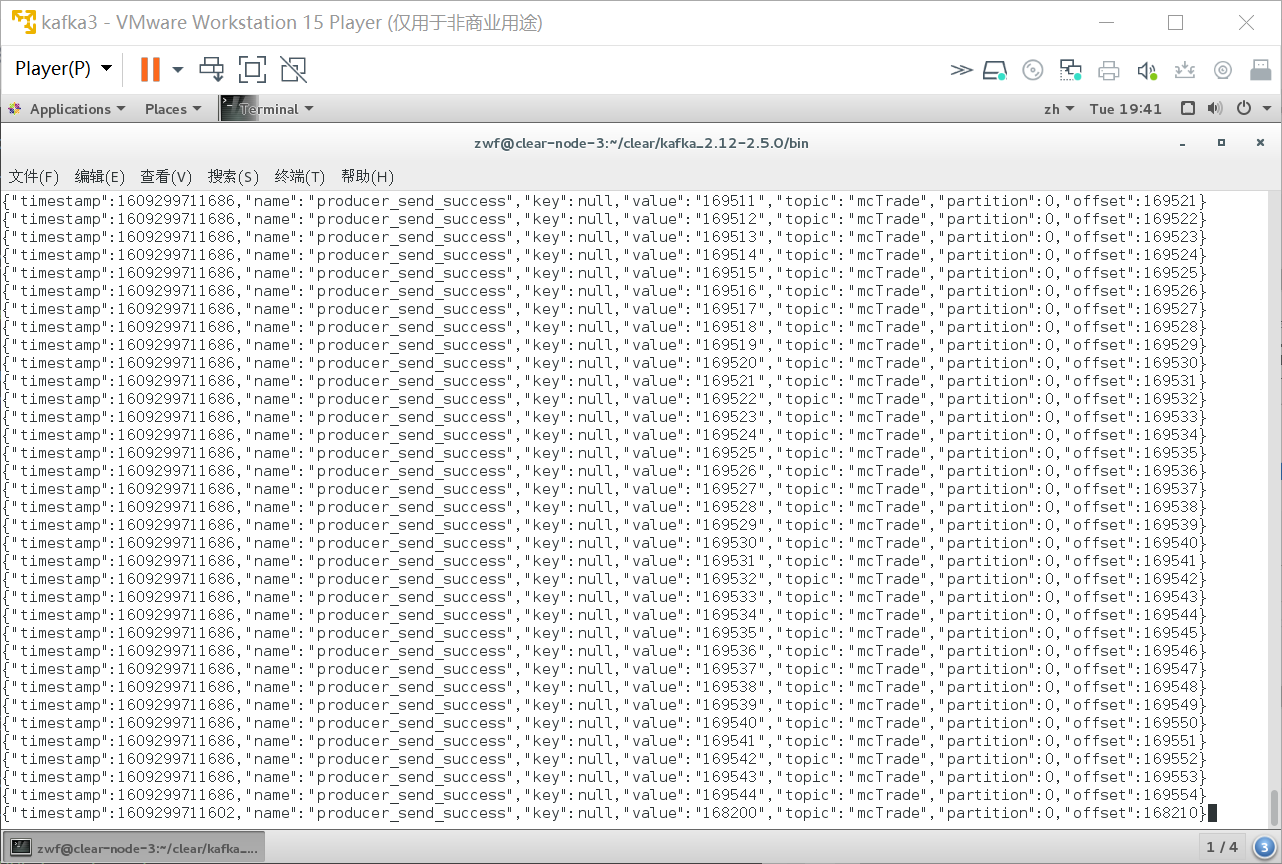 kafka3 - VMware Workstation 15 Player (仅用于非商业用途)
Player(P)
Applications Places Terminal zh Tue 19:41
zwf@clear-node-3:~/clear/kafka_2.12-2.5.0/bin
文件(F) 编辑(E) 查看(V) 搜索(S) 终端(T) 帮助(H)
{"timestamp":1609299711686,"name":"producer_send_success","key":null,"value":"169511","topic":"mcTrade","partition":0,"offset":169521}
{"timestamp":1609299711686,"name":"producer_send_success","key":null,"value":"169512","topic":"mcTrade","partition":0,"offset":169522}
{"timestamp":1609299711686,"name":"producer_send_success","key":null,"value":"169513","topic":"mcTrade","partition":0,"offset":169523}
{"timestamp":1609299711686,"name":"producer_send_success","key":null,"value":"169514","topic":"mcTrade","partition":0,"offset":169524}
{"timestamp":1609299711686,"name":"producer_send_success","key":null,"value":"169515","topic":"mcTrade","partition":0,"offset":169525}
{"timestamp":1609299711686,"name":"producer_send_success","key":null,"value":"169516","topic":"mcTrade","partition":0,"offset":169526}
{"timestamp":1609299711686,"name":"producer_send_success","key":null,"value":"169517","topic":"mcTrade","partition":0,"offset":169527}
{"timestamp":1609299711686,"name":"producer_send_success","key":null,"value":"169518","topic":"mcTrade","partition":0,"offset":169528}
{"timestamp":1609299711686,"name":"producer_send_success","key":null,"value":"169519","topic":"mcTrade","partition":0,"offset":169529}
{"timestamp":1609299711686,"name":"producer_send_success","key":null,"value":"169520","topic":"mcTrade","partition":0,"offset":169530}
{"timestamp":1609299711686,"name":"producer_send_success","key":null,"value":"169521","topic":"mcTrade","partition":0,"offset":169531}
{"timestamp":1609299711686,"name":"producer_send_success","key":null,"value":"169522","topic":"mcTrade","partition":0,"offset":169532}
{"timestamp":1609299711686,"name":"producer_send_success","key":null,"value":"169523","topic":"mcTrade","partition":0,"offset":169533}
{"timestamp":1609299711686,"name":"producer_send_success","key":null,"value":"169524","topic":"mcTrade","partition":0,"offset":169534}
{"timestamp":1609299711686,"name":"producer_send_success","key":null,"value":"169525","topic":"mcTrade","partition":0,"offset":169535}
{"timestamp":1609299711686,"name":"producer_send_success","key":null,"value":"169526","topic":"mcTrade","partition":0,"offset":169536}
{"timestamp":1609299711686,"name":"producer_send_success","key":null,"value":"169527","topic":"mcTrade","partition":0,"offset":169537}
{"timestamp":1609299711686,"name":"producer_send_success","key":null,"value":"169528","topic":"mcTrade","partition":0,"offset":169538}
{"timestamp":1609299711686,"name":"producer_send_success","key":null,"value":"169529","topic":"mcTrade","partition":0,"offset":169539}
{"timestamp":1609299711686,"name":"producer_send_success","key":null,"value":"169530","topic":"mcTrade","partition":0,"offset":169540}
{"timestamp":1609299711686,"name":"producer_send_success","key":null,"value":"169531","topic":"mcTrade","partition":0,"offset":169541}
{"timestamp":1609299711686,"name":"producer_send_success","key":null,"value":"169532","topic":"mcTrade","partition":0,"offset":169542}
{"timestamp":1609299711686,"name":"producer_send_success","key":null,"value":"169533","topic":"mcTrade","partition":0,"offset":169543}
{"timestamp":1609299711686,"name":"producer_send_success","key":null,"value":"169534","topic":"mcTrade","partition":0,"offset":169544}
{"timestamp":1609299711686,"name":"producer_send_success","key":null,"value":"169535","topic":"mcTrade","partition":0,"offset":169545}
{"timestamp":1609299711686,"name":"producer_send_success","key":null,"value":"169536","topic":"mcTrade","partition":0,"offset":169546}
{"timestamp":1609299711686,"name":"producer_send_success","key":null,"value":"169537","topic":"mcTrade","partition":0,"offset":169547}
{"timestamp":1609299711686,"name":"producer_send_success","key":null,"value":"169538","topic":"mcTrade","partition":0,"offset":169548}
{"timestamp":1609299711686,"name":"producer_send_success","key":null,"value":"169539","topic":"mcTrade","partition":0,"offset":169549}
{"timestamp":1609299711686,"name":"producer_send_success","key":null,"value":"169540","topic":"mcTrade","partition":0,"offset":169550}
{"timestamp":1609299711686,"name":"producer_send_success","key":null,"value":"169541","topic":"mcTrade","partition":0,"offset":169551}
{"timestamp":1609299711686,"name":"producer_send_success","key":null,"value":"169542","topic":"mcTrade","partition":0,"offset":169552}
{"timestamp":1609299711686,"name":"producer_send_success","key":null,"value":"169543","topic":"mcTrade","partition":0,"offset":169553}
{"timestamp":1609299711686,"name":"producer_send_success","key":null,"value":"169544","topic":"mcTrade","partition":0,"offset":169554}
{"timestamp":1609299711602,"name":"producer_send_success","key":null,"value":"168200","topic":"mcTrade","partition":0,"offset":168210}
zwf@clear-node-3:~/clear/kafka_... 1 / 4 3